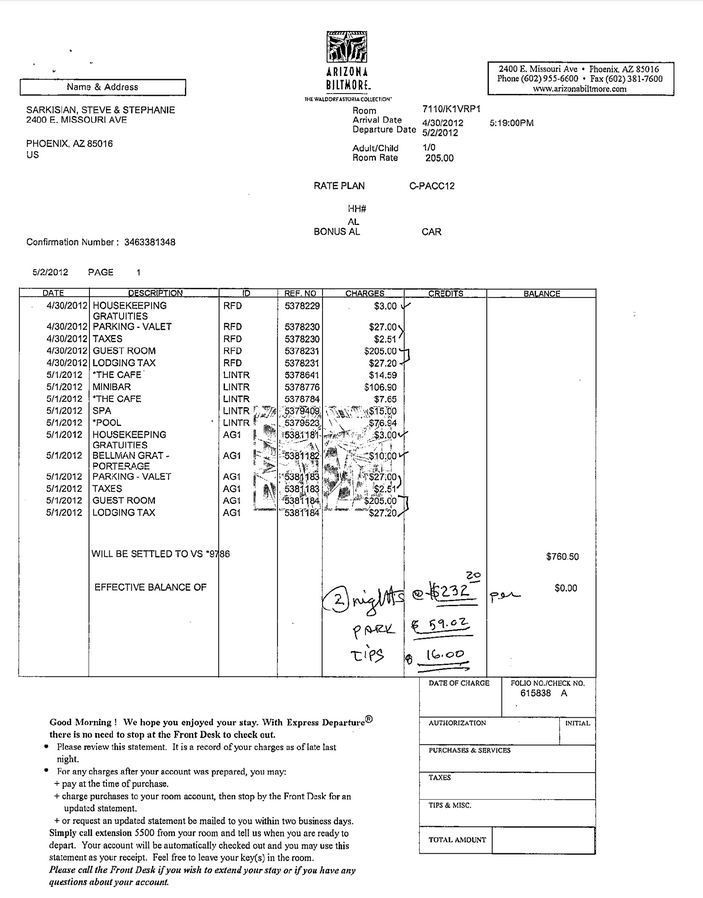 ARIZONA
BILTMORE.
THE WALDORF ASTORIA COLLECTION
2400 E. Missouri Ave • Phoenix, AZ 85016
Phone (602) 955-6600 • Fax (602) 381-7600
www.arizonabiltmore.com
Name & Address
SARKISIAN, STEVE & STEPHANIE
2400 E. MISSOURI AVE
PHOENIX, AZ 85016
US
Room 7110/K1VRP1
Arrival Date 4/30/2012 5:19:00PM
Departure Date 5/2/2012
Adult/Child 1/0
Room Rate 205.00
RATE PLAN C-PACC12
HH#
AL
BONUS AL CAR
Confirmation Number : 3463381348
5/2/2012 PAGE 1
DATE DESCRIPTION ID REF. NO CHARGES CREDITS BALANCE
4/30/2012 HOUSEKEEPING RFD 5378229 $3.00
GRATUITIES
4/30/2012 PARKING - VALET RFD 5378230 $27.00
4/30/2012 TAXES RFD 5378230 $2.51
4/30/2012 GUEST ROOM RFD 5378231 $205.00
4/30/2012 LODGING TAX RFD 5378231 $27.20
5/1/2012 *THE CAFE LINTR 5378641 $14.59
5/1/2012 MINIBAR LINTR 5378776 $106.90
5/1/2012 *THE CAFE LINTR 5378784 $7.65
5/1/2012 SPA LINTR 5379409 $15.00
5/1/2012 *POOL LINTR 5379523 $76.94
5/1/2012 HOUSEKEEPING AG1 5381181 $3.00
GRATUITIES
5/1/2012 BELLMAN GRAT - AG1 5381182 $10.00
PORTERAGE
5/1/2012 PARKING - VALET AG1 5381183 $27.00
5/1/2012 TAXES AG1 5381183 $2.51
5/1/2012 GUEST ROOM AG1 5381184 $205.00
5/1/2012 LODGING TAX AG1 5381184 $27.20
WILL BE SETTLED TO VS *9786 $760.50
EFFECTIVE BALANCE OF $0.00
2 nights @ $232 20 per
PARK $ 59.02
TIPS $ 16.00
DATE OF CHARGE FOLIO NO./CHECK NO.
615838 A
AUTHORIZATION INITIAL
PURCHASES & SERVICES
TAXES
TIPS & MISC.
TOTAL AMOUNT
Good Morning ! We hope you enjoyed your stay. With Express Departure®
there is no need to stop at the Front Desk to check out.
• Please review this statement. It is a record of your charges as of late last
night.
• For any charges after your account was prepared, you may:
+ pay at the time of purchase.
+ charge purchases to your room account, then stop by the Front Desk for an
updated statement.
+ or request an updated statement be mailed to you within two business days.
Simply call extension 5500 from your room and tell us when you are ready to
depart. Your account will be automatically checked out and you may use this
statement as your receipt. Feel free to leave your key(s) in the room.
Please call the Front Desk if you wish to extend your stay or if you have any
questions about your account.